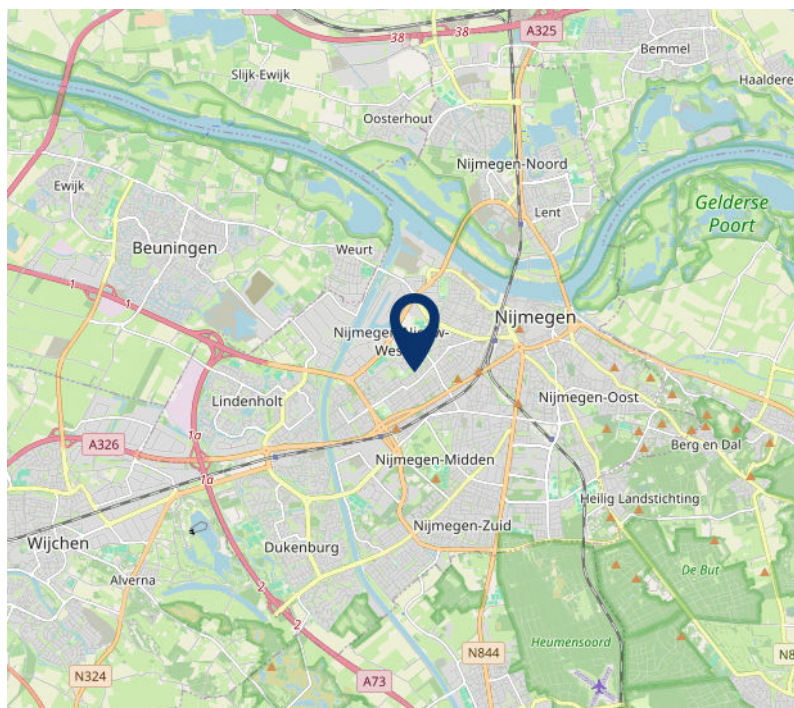 38
38
A325
Bemmel
Slijk-Ewijk
Haaldere
Oosterhout
Nijmegen-Noord
Ewijk
Lent
Gelderse
Poort
Beuningen
Weurt
1
1
Nijmegen
Lindenholt
Nijmegen-Oost
1a
A326
Berg en Dal
Nijmegen-Midden
1a
Heilig Landstichting
Nijmegen-Zuid
Wijchen
Dukenburg
De But
Alverna
2
2
Heumensoord
N844
N8
N324
A73